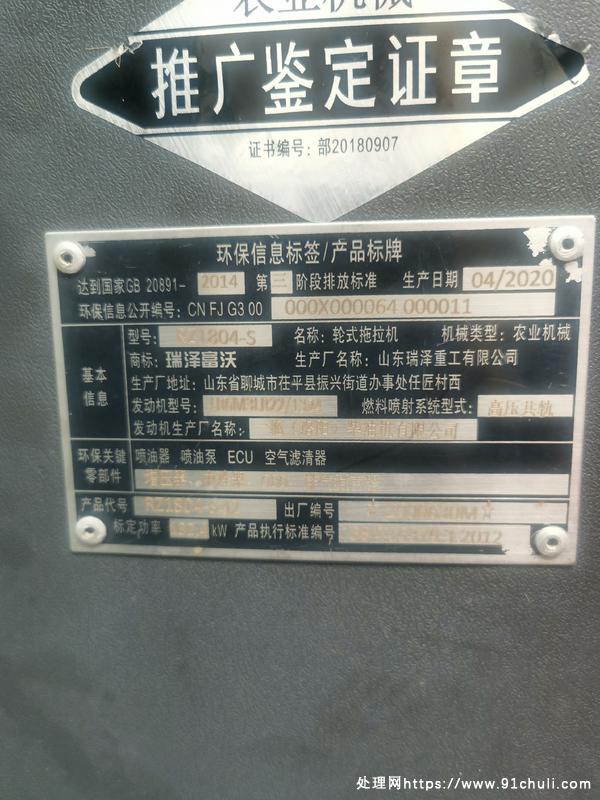 农业机械
推广鉴定证章
证书编号：部20180907
环保信息标签/产品标牌
达到国家GB 20891- 2014 第 三 阶段排放标准 生产日期 04/2020
环保信息公开编号：CN FJ G3 00 000X000064 000011
型号： 1804-S 名称：轮式拖拉机 机械类型：农业机械
商标：瑞泽富沃 生产厂名称：山东瑞泽重工有限公司
基本信息 生产厂地址：山东省聊城市茌平县振兴街道办事处任匠村西
发动机型号： 燃料喷射系统型式：高压共轨
发动机生产厂名称： 有限公司
环保关键零部件 喷油器 喷油泵 ECU 空气滤清器
产品代号 出厂编号
标定功率 kW 产品执行标准编号 2012
处理网https://www.91chuli.com/